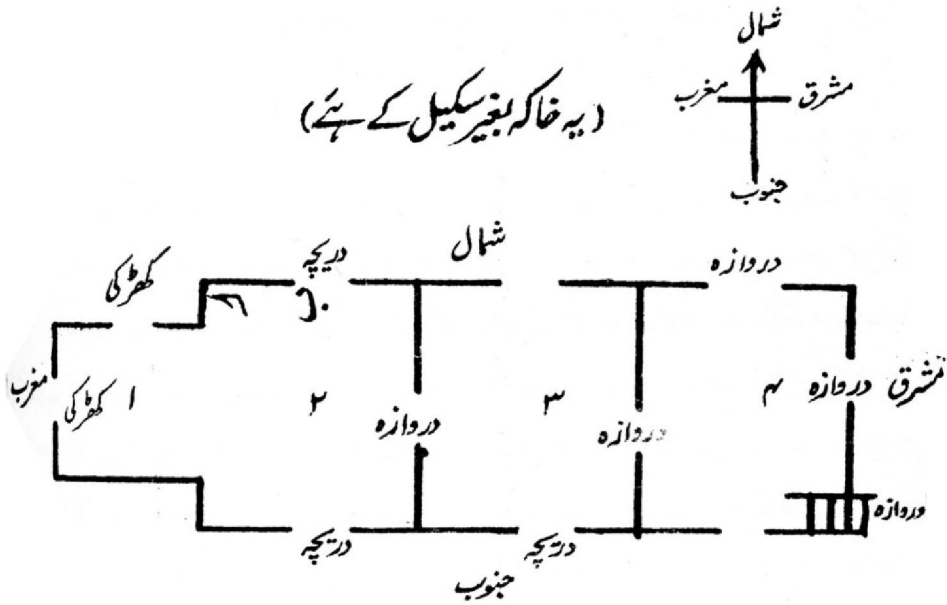 شمال
مغرب مشرق
جنوب
(یہ خاکہ بغیر سکیل کے ہئے)
شمال
کھڑکی دریچہ دروازہ
مغرب کھڑکی ۱ ۲ دروازہ ۳ دروازہ ۴ دروازہ مشرق
دروازہ
دریچہ دریچہ
جنوب